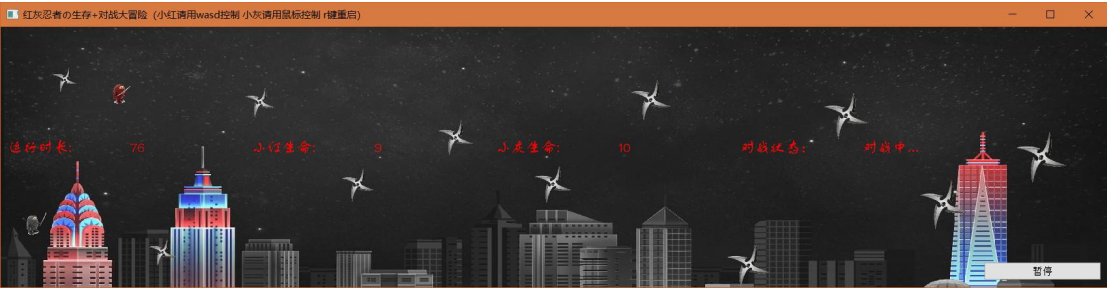 红灰忍者の生存+对战大冒险 (小红请用wasd控制 小灰请用鼠标控制 r键重启)
运行时长: 76 小红生命: 9 小灰生命: 10 对战状态: 对战中...
暂停